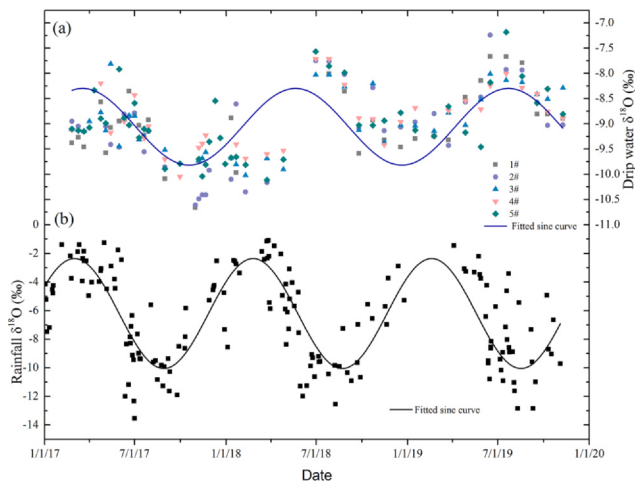 (a)
-7.0
-7.5
-8.0
-8.5
-9.0
-9.5
-10.0
-10.5
-11.0
Drip water δ¹⁸O (‰)
1#
2#
3#
4#
5#
Fitted sine curve
(b)
0
-2
-4
-6
-8
-10
-12
-14
Rainfall δ¹⁸O (‰)
Fitted sine curve
1/1/17 7/1/17 1/1/18 7/1/18 1/1/19 7/1/19 1/1/20
Date